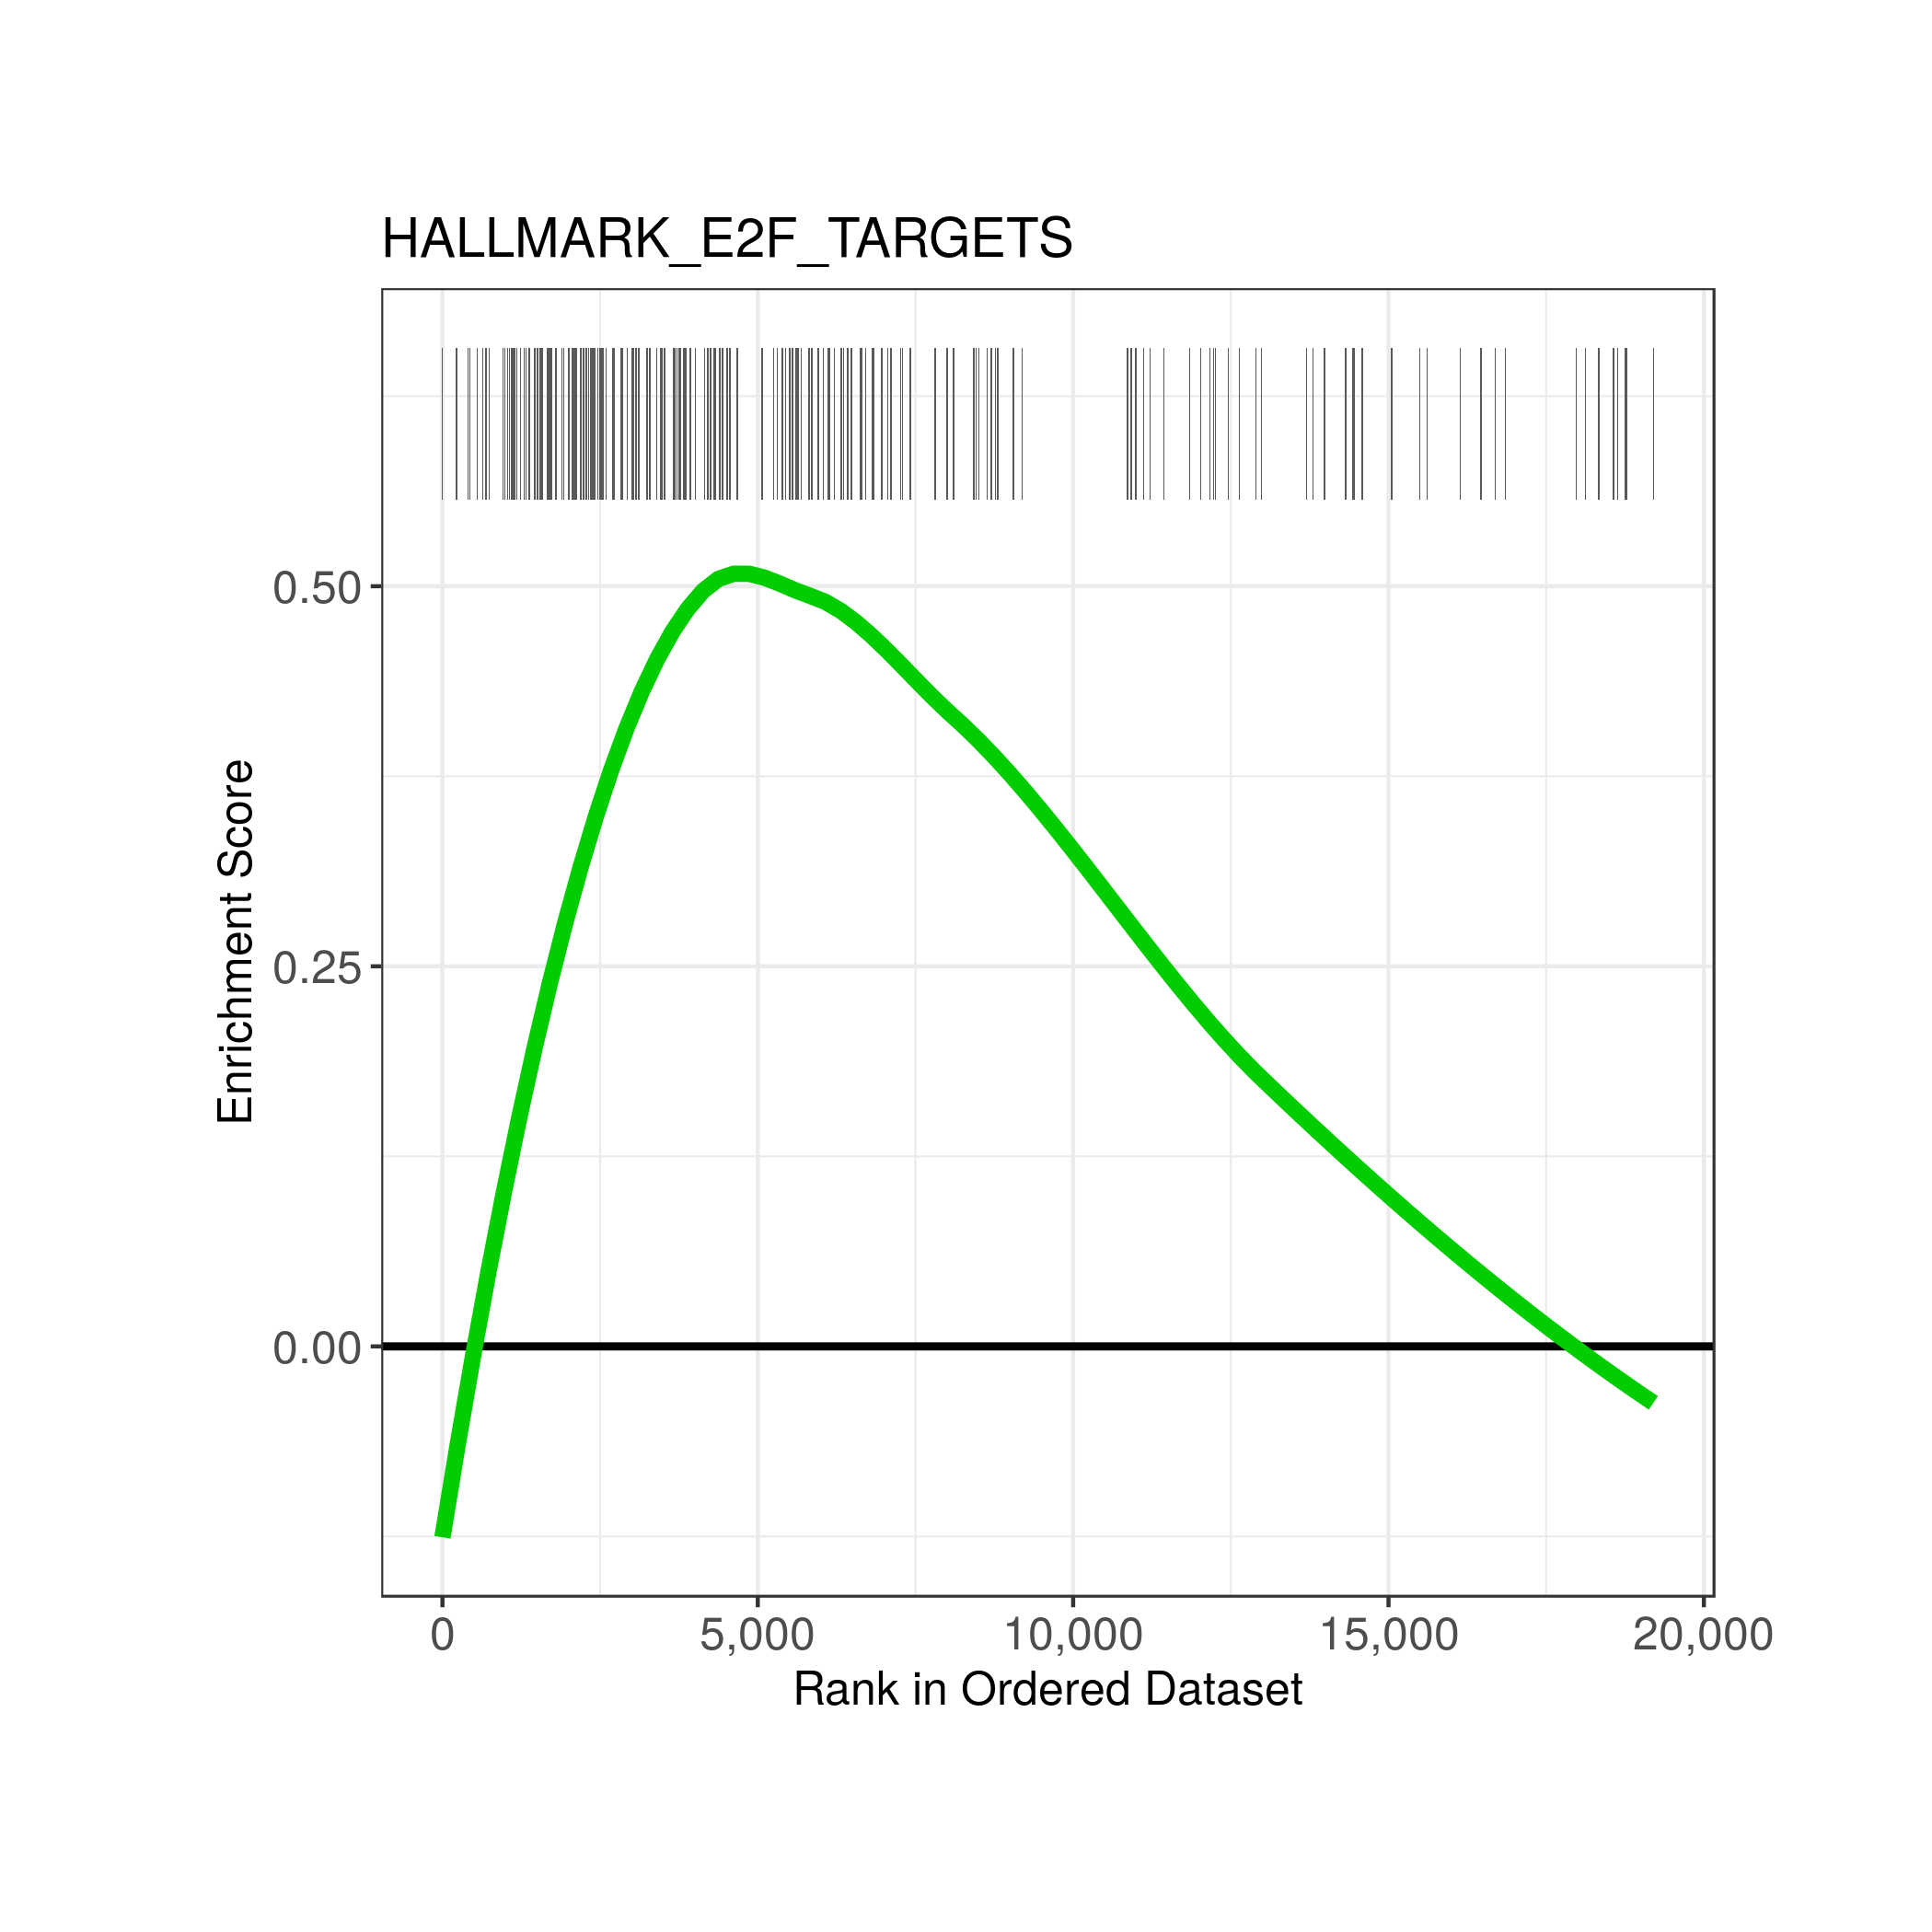 HALLMARK_E2F_TARGETS
Enrichment Score
0.50
0.25
0.00
0 5,000 10,000 15,000 20,000
Rank in Ordered Dataset